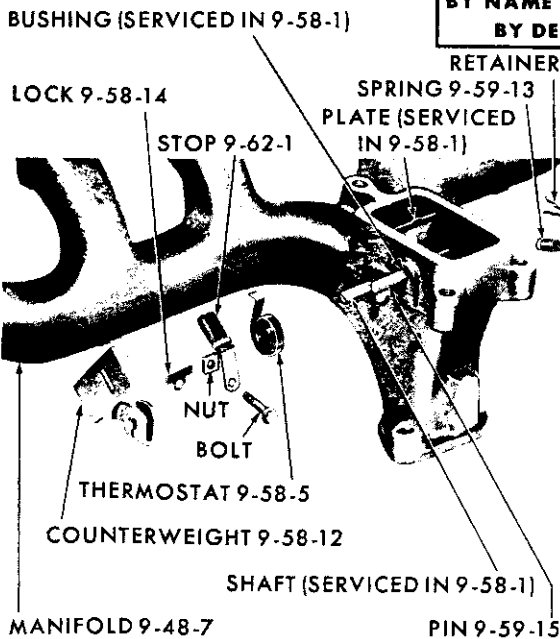 BY NAME
BY DE
BUSHING (SERVICED IN 9-58-1)
RETAINER
LOCK 9-58-14
SPRING 9-59-13
PLATE (SERVICED
IN 9-58-1)
STOP 9-62-1
NUT
BOLT
THERMOSTAT 9-58-5
COUNTERWEIGHT 9-58-12
SHAFT (SERVICED IN 9-58-1)
MANIFOLD 9-48-7
PIN 9-59-15